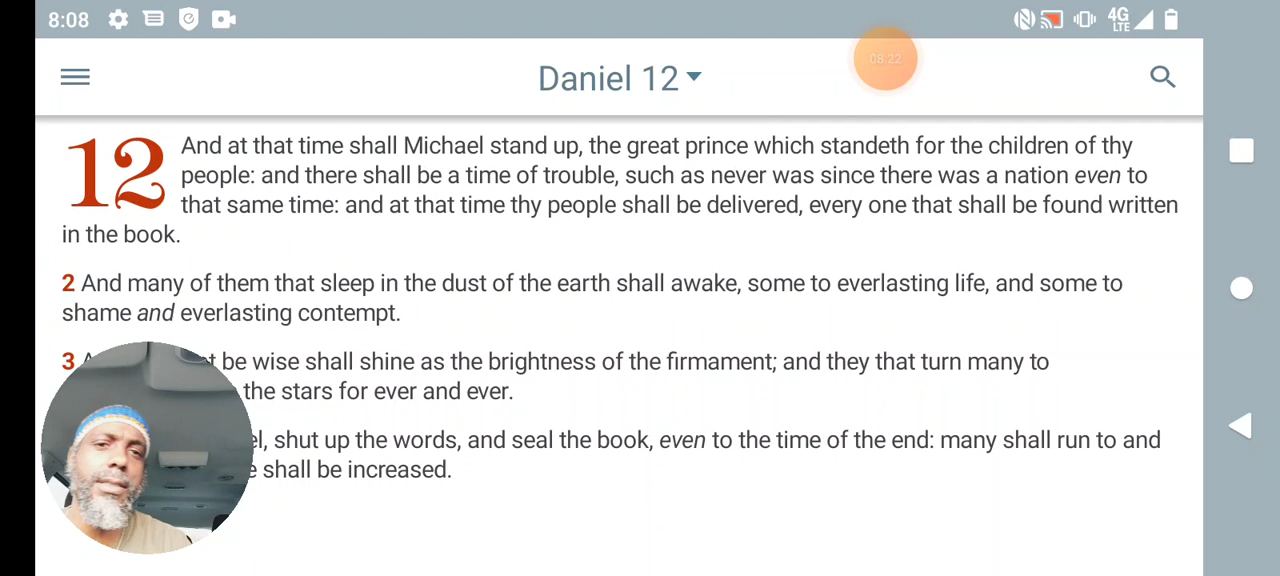 8:08
4G
LTE
Daniel 12
08:22
12 And at that time shall Michael stand up, the great prince which standeth for the children of thy
people: and there shall be a time of trouble, such as never was since there was a nation even to
that same time: and at that time thy people shall be delivered, every one that shall be found written
in the book.
2 And many of them that sleep in the dust of the earth shall awake, some to everlasting life, and some to
shame and everlasting contempt.
3 be wise shall shine as the brightness of the firmament; and they that turn many to
the stars for ever and ever.
shut up the words, and seal the book, even to the time of the end: many shall run to and
shall be increased.